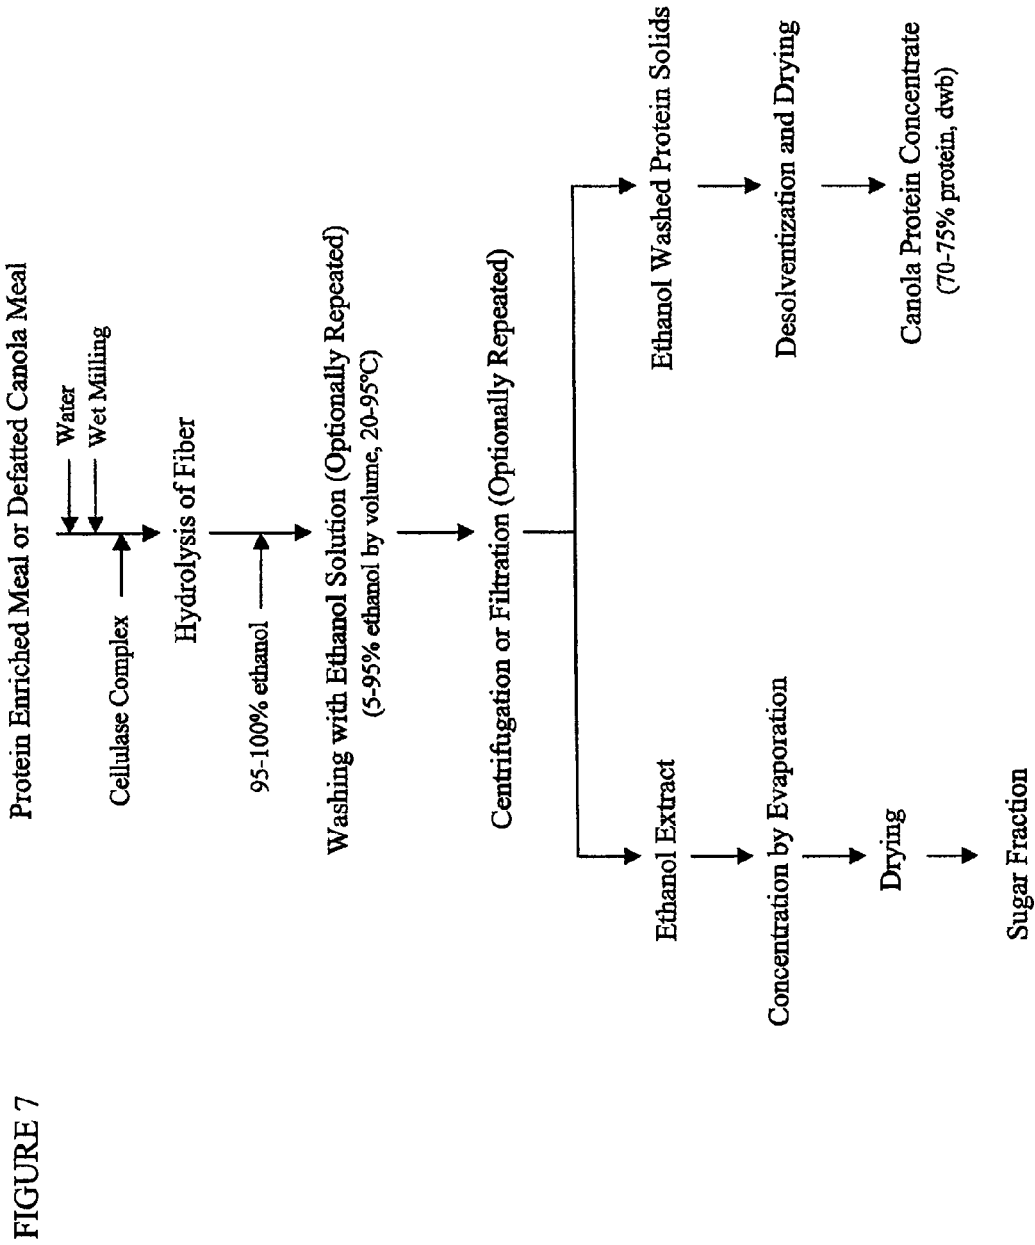 FIGURE 7
Protein Enriched Meal or Defatted Canola Meal
Water
Wet Milling
Cellulase Complex
Hydrolysis of Fiber
95-100% ethanol
Washing with Ethanol Solution (Optionally Repeated)
(5-95% ethanol by volume, 20-95°C)
Centrifugation or Filtration (Optionally Repeated)
Ethanol Extract
Concentration by Evaporation
Drying
Sugar Fraction
Ethanol Washed Protein Solids
Desolventization and Drying
Canola Protein Concentrate
(70-75% protein, dwb)